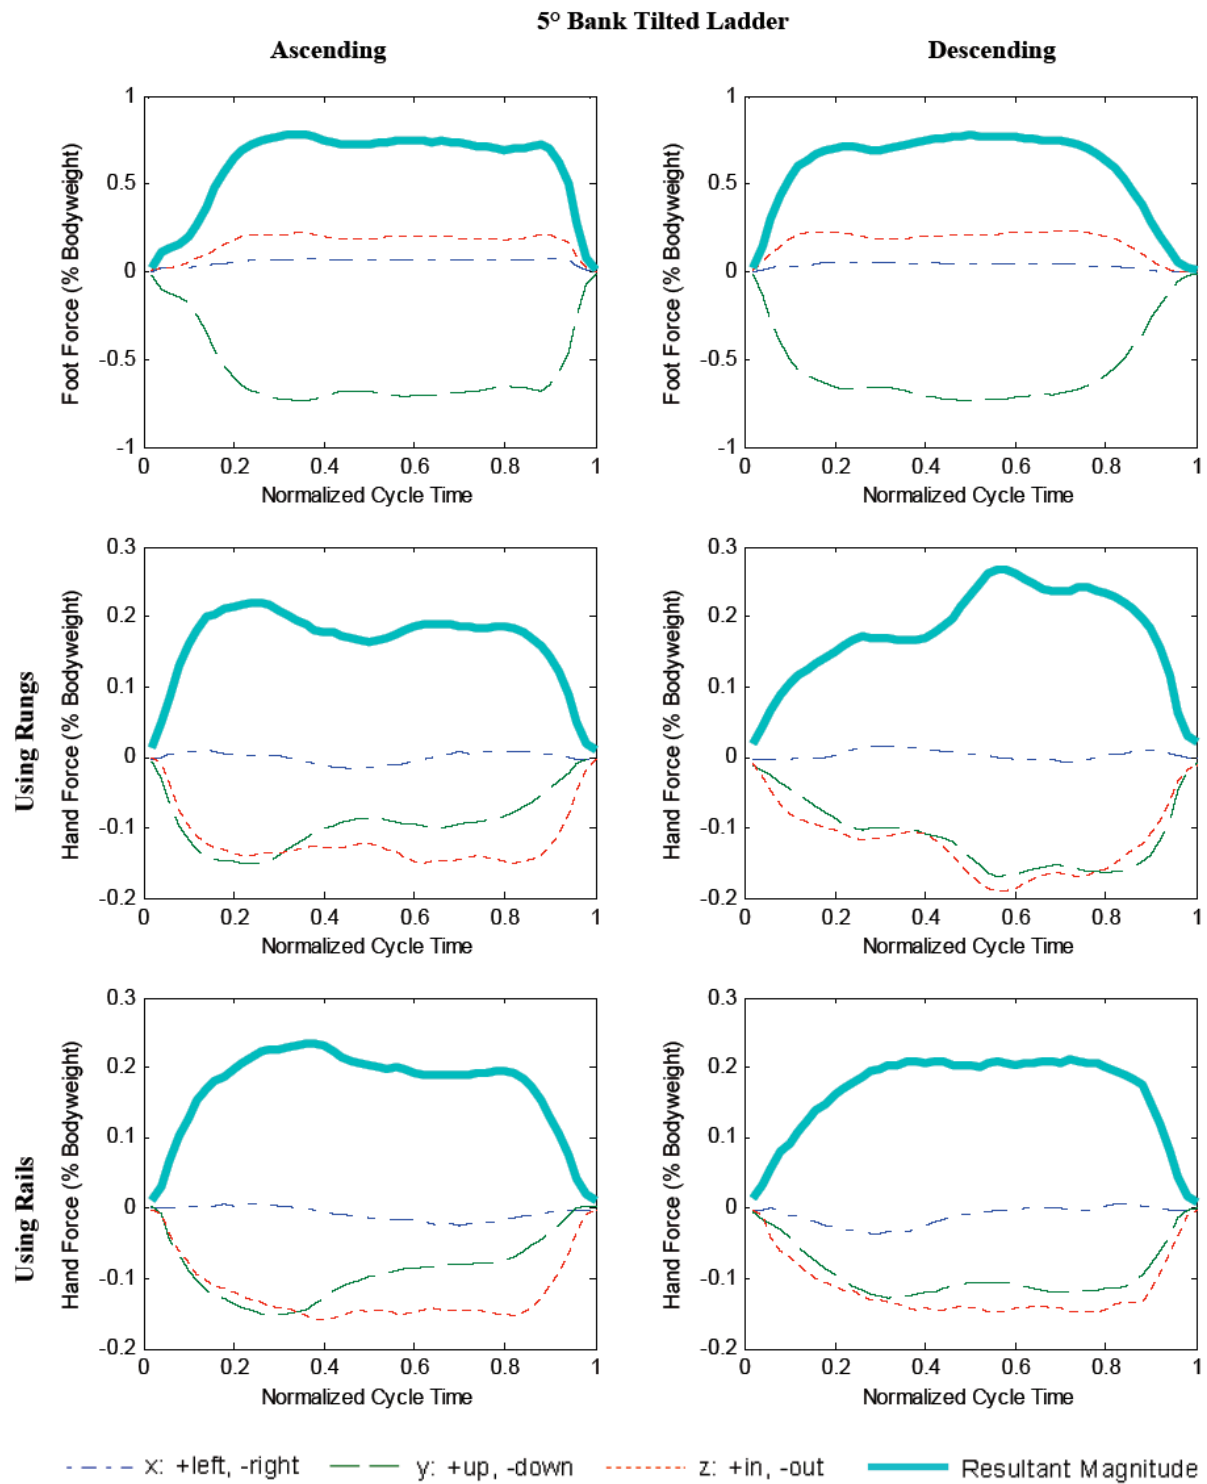 5° Bank Tilted Ladder
Ascending
Descending
1
0.5
0
-0.5
-1
Foot Force (% Bodyweight)
0 0.2 0.4 0.6 0.8 1
Normalized Cycle Time
1
0.5
0
-0.5
-1
Foot Force (% Bodyweight)
0 0.2 0.4 0.6 0.8 1
Normalized Cycle Time
Using Rungs
0.3
0.2
0.1
0
-0.1
-0.2
Hand Force (% Bodyweight)
0 0.2 0.4 0.6 0.8 1
Normalized Cycle Time
0.3
0.2
0.1
0
-0.1
-0.2
Hand Force (% Bodyweight)
0 0.2 0.4 0.6 0.8 1
Normalized Cycle Time
Using Rails
0.3
0.2
0.1
0
-0.1
-0.2
Hand Force (% Bodyweight)
0 0.2 0.4 0.6 0.8 1
Normalized Cycle Time
0.3
0.2
0.1
0
-0.1
-0.2
Hand Force (% Bodyweight)
0 0.2 0.4 0.6 0.8 1
Normalized Cycle Time
x: +left, -right y: +up, -down z: +in, -out Resultant Magnitude